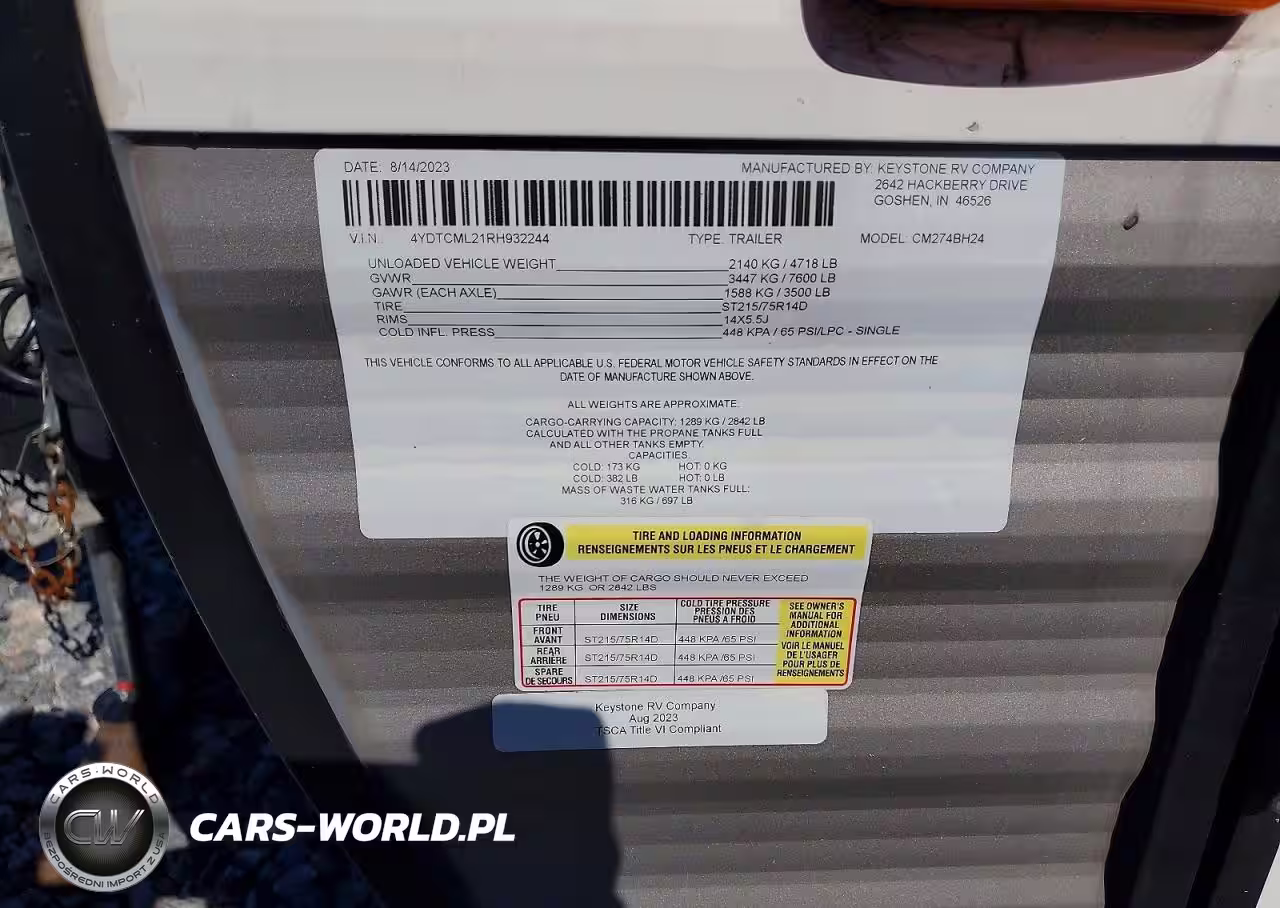 DATE: 8/14/2023
MANUFACTURED BY: KEYSTONE RV COMPANY
2642 HACKBERRY DRIVE
GOSHEN, IN 46526
V.I.N.: 4YDTCML21RH932244 TYPE: TRAILER MODEL: CM274BH24
UNLOADED VEHICLE WEIGHT 2140 KG / 4718 LB
GVWR 3447 KG / 7600 LB
GAWR (EACH AXLE) 1588 KG / 3500 LB
TIRE ST215/75R14D
RIMS 14X5.5J
COLD INFL. PRESS 448 KPA / 65 PSI/LPC - SINGLE
THIS VEHICLE CONFORMS TO ALL APPLICABLE U.S. FEDERAL MOTOR VEHICLE SAFETY STANDARDS IN EFFECT ON THE
DATE OF MANUFACTURE SHOWN ABOVE.
ALL WEIGHTS ARE APPROXIMATE.
CARGO-CARRYING CAPACITY: 1289 KG / 2842 LB
CALCULATED WITH THE PROPANE TANKS FULL
AND ALL OTHER TANKS EMPTY.
CAPACITIES.
COLD: 173 KG HOT: 0 KG
COLD: 382 LB HOT: 0 LB
MASS OF WASTE WATER TANKS FULL:
316 KG / 697 LB
TIRE AND LOADING INFORMATION
RENSEIGNEMENTS SUR LES PNEUS ET LE CHARGEMENT
THE WEIGHT OF CARGO SHOULD NEVER EXCEED
1289 KG OR 2842 LBS
TIRE
PNEU
SIZE
DIMENSIONS
COLD TIRE PRESSURE
PRESSION DES
PNEUS A FROID
FRONT
AVANT
ST215/75R14D 448 KPA /65 PSI
REAR
ARRIÈRE
ST215/75R14D 448 KPA /65 PSI
SPARE
DE SECOURS
ST215/75R14D 448 KPA /65 PSI
SEE OWNER'S
MANUAL FOR
ADDITIONAL
INFORMATION
VOIR LE MANUEL
DE L'USAGER
POUR PLUS DE
RENSEIGNEMENTS
Keystone RV Company
Aug 2023
TSCA Title VI Compliant
CARS-WORLD
CW
BEZPOŚREDNI IMPORT Z USA
CARS-WORLD.PL